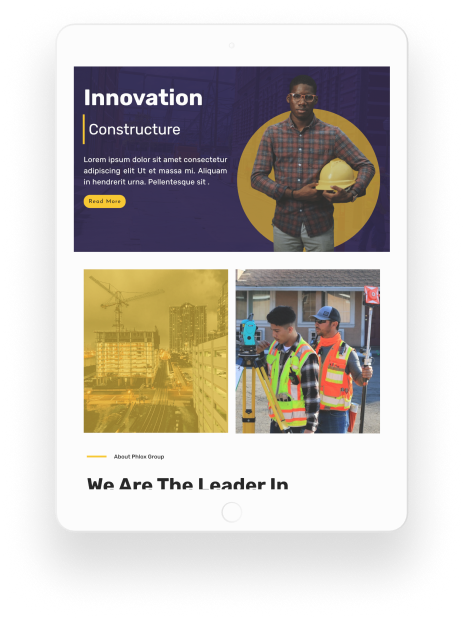 Innovation
Constructure
Lorem ipsum dolor sit amet consectetur
adipiscing elit Ut et massa mi. Aliquam
in hendrerit urna. Pellentesque sit .
Read More
About Phlox Group
We Are The Leader In